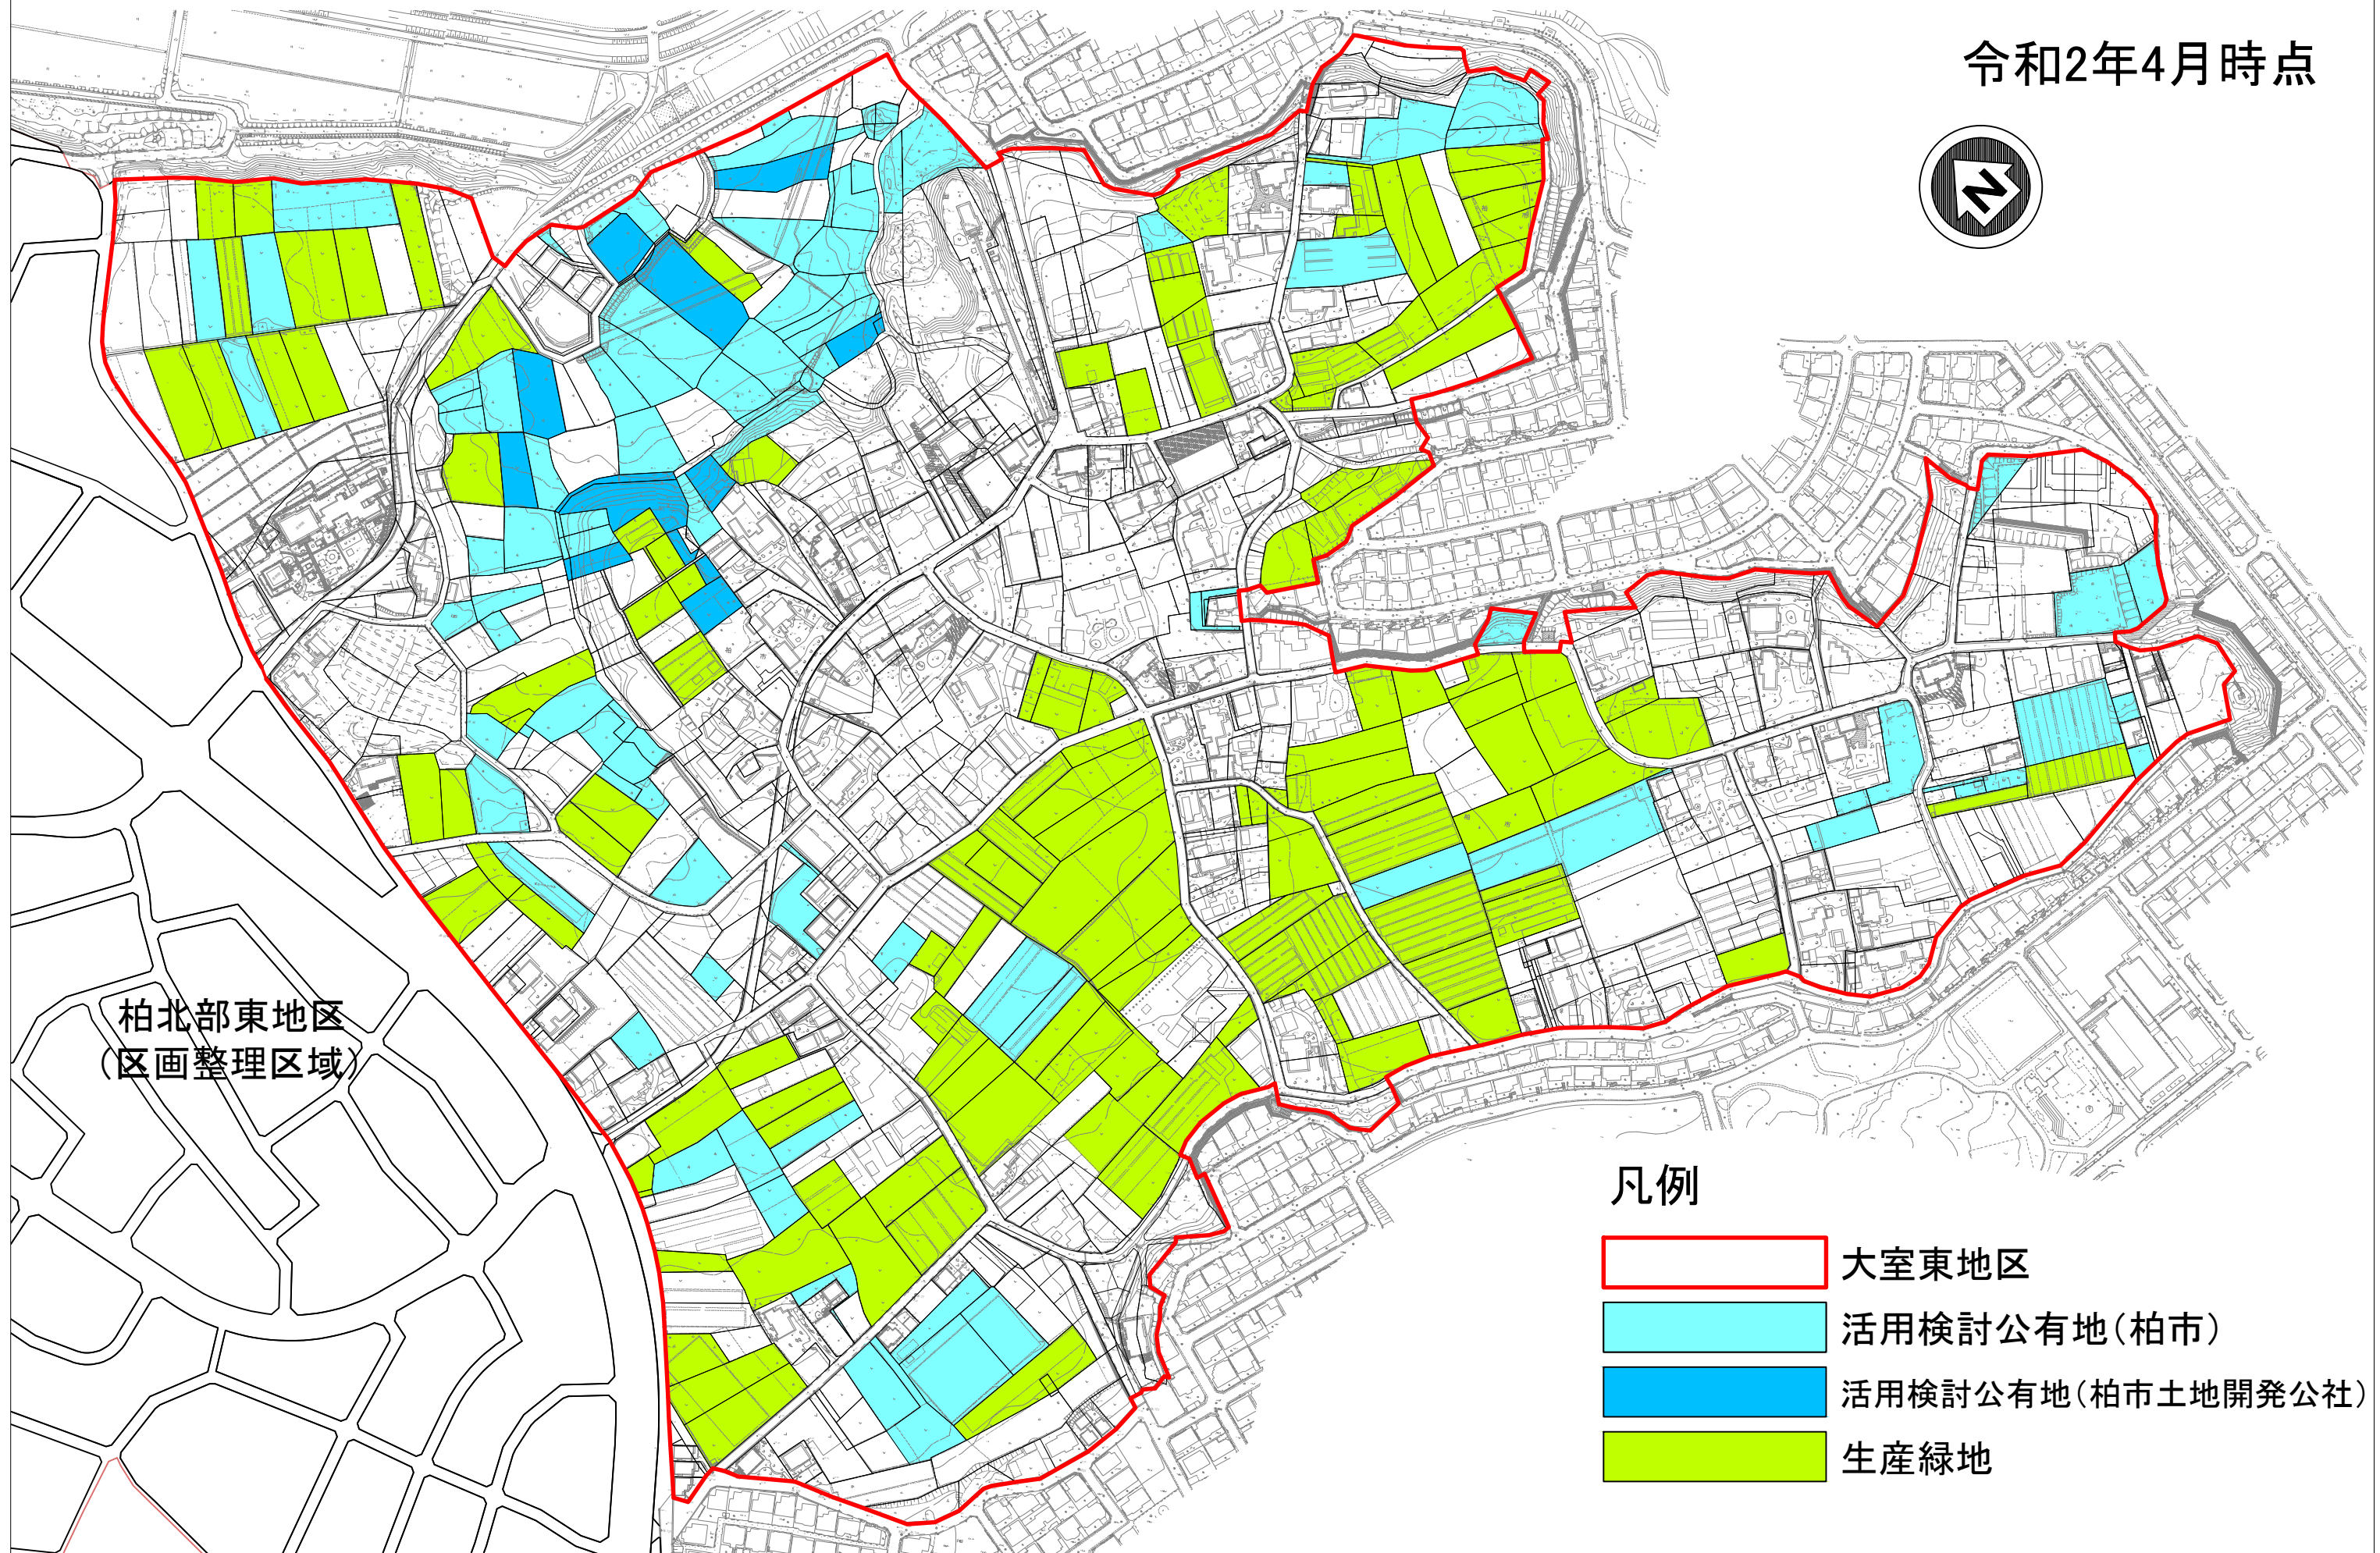 令和2年4月時点
N
柏北部東地区
(区画整理区域)
凡例
大室東地区
活用検討公有地(柏市)
活用検討公有地(柏市土地開発公社)
生産緑地